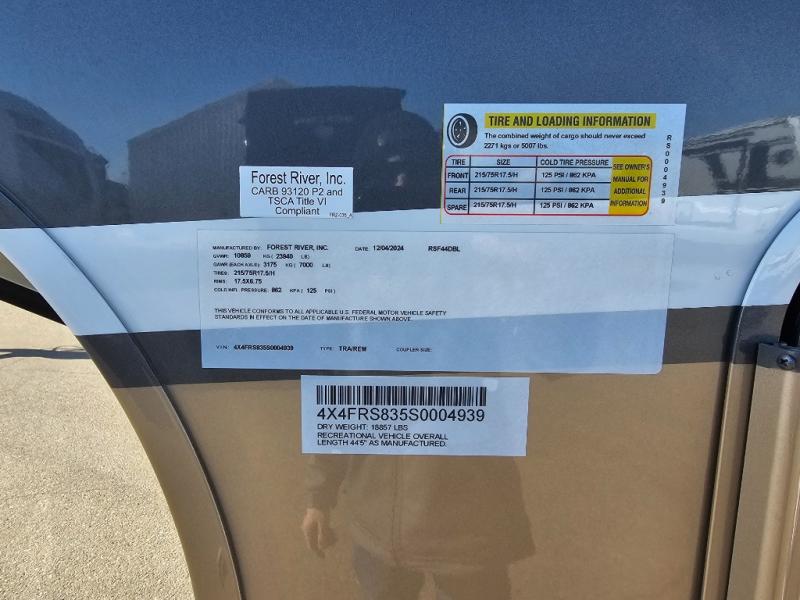 TIRE AND LOADING INFORMATION
The combined weight of cargo should never exceed
2271 kgs or 5007 lbs.
TIRE SIZE COLD TIRE PRESSURE
FRONT 215/75R17.5/H 125 PSI / 862 KPA
REAR 215/75R17.5/H 125 PSI / 862 KPA
SPARE 215/75R17.5/H 125 PSI / 862 KPA
SEE OWNER'S
MANUAL FOR
ADDITIONAL
INFORMATION
RS0004939
Forest River, Inc.
CARB 93120 P2 and
TSCA Title VI
Compliant
MANUFACTURED BY: FOREST RIVER, INC. DATE: 12/04/2024 RSF44DBL
GVWR: 10859 KG ( 23940 LB)
GAWR (EACH AXLE): 3175 KG ( 7000 LB)
TIRES: 215/75R17.5/H
RIMS: 17.5X6.75
COLD INFL PRESSURE: 862 KPA ( 125 PSI)
THIS VEHICLE CONFORMS TO ALL APPLICABLE U.S. FEDERAL MOTOR VEHICLE SAFETY
STANDARDS IN EFFECT ON THE DATE OF MANUFACTURE SHOWN ABOVE.
VIN: 4X4FRS835S0004939 TYPE: TRA/REM COUPLER SIZE:
4X4FRS835S0004939
DRY WEIGHT: 18857 LBS
RECREATIONAL VEHICLE OVERALL
LENGTH 44'5" AS MANUFACTURED.